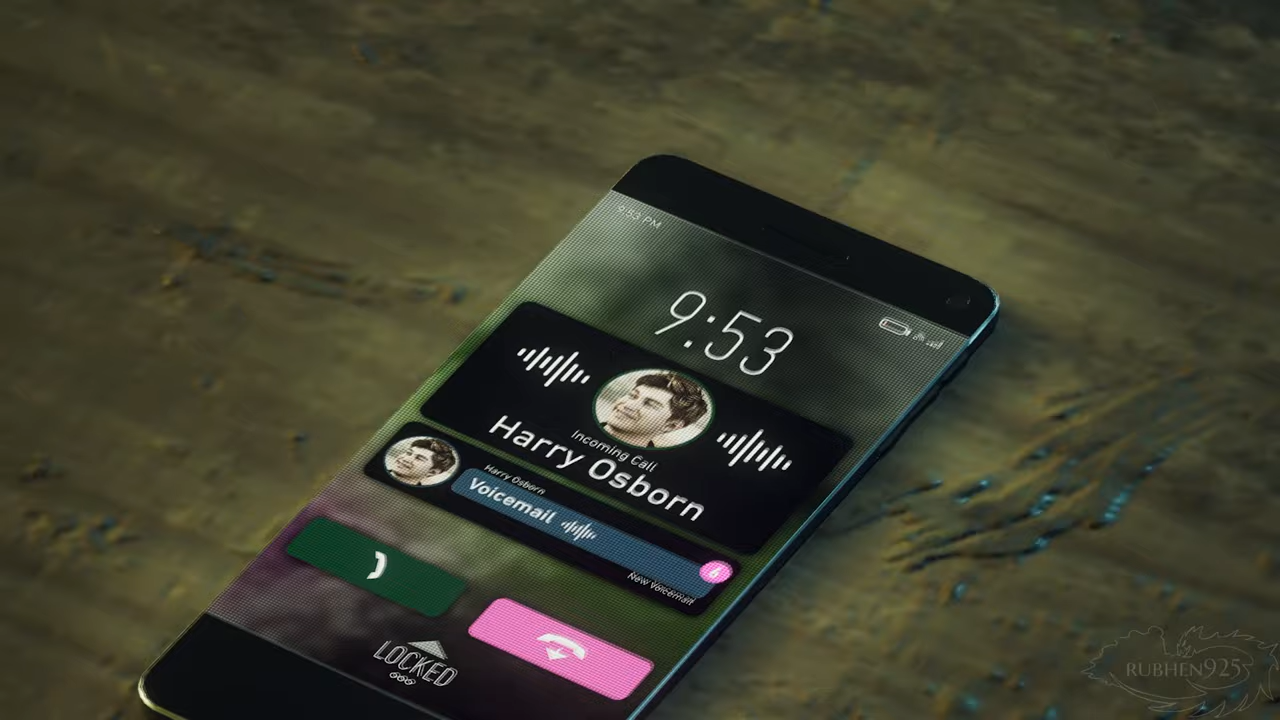 9:53 PM
9:53
Incoming Call
Harry Osborn
Harry Osborn
Voicemail
6
New Voicemail
LOCKED
RUBHEN925